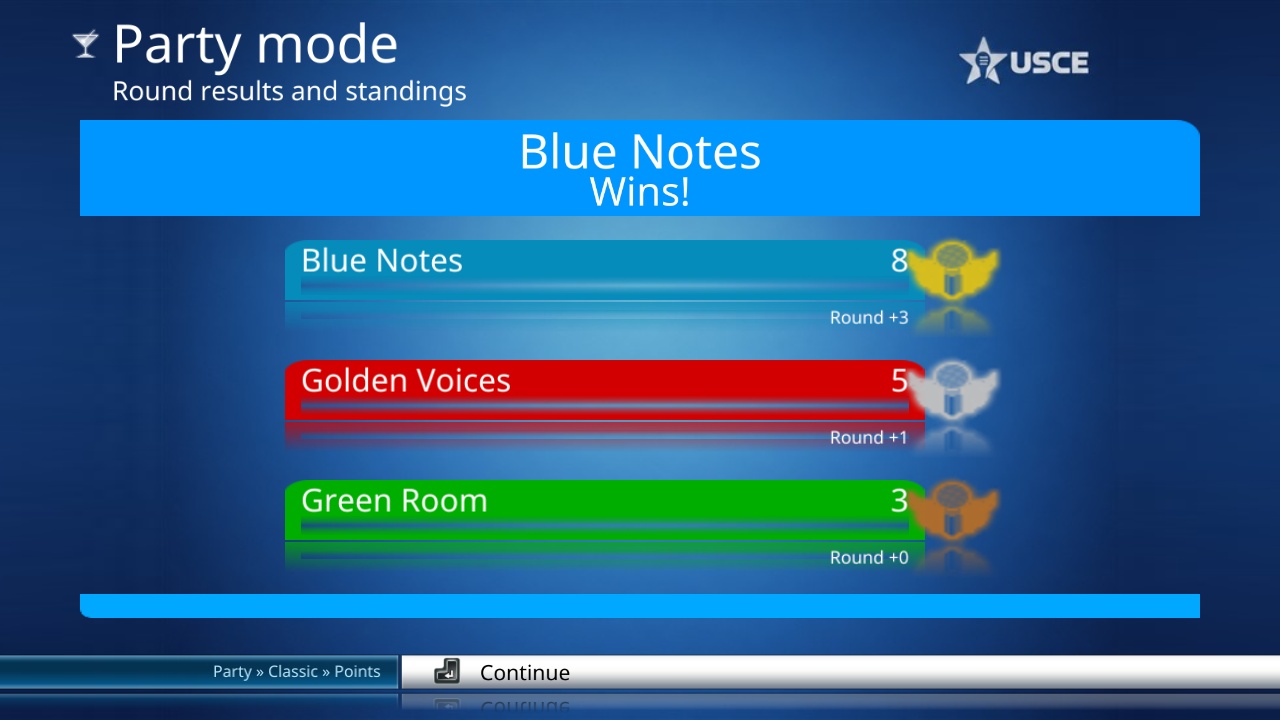 Party mode
Round results and standings
USCE
Blue Notes
Wins!
Blue Notes 8
Round +3
Golden Voices 5
Round +1
Green Room 3
Round +0
Party » Classic » Points
Continue